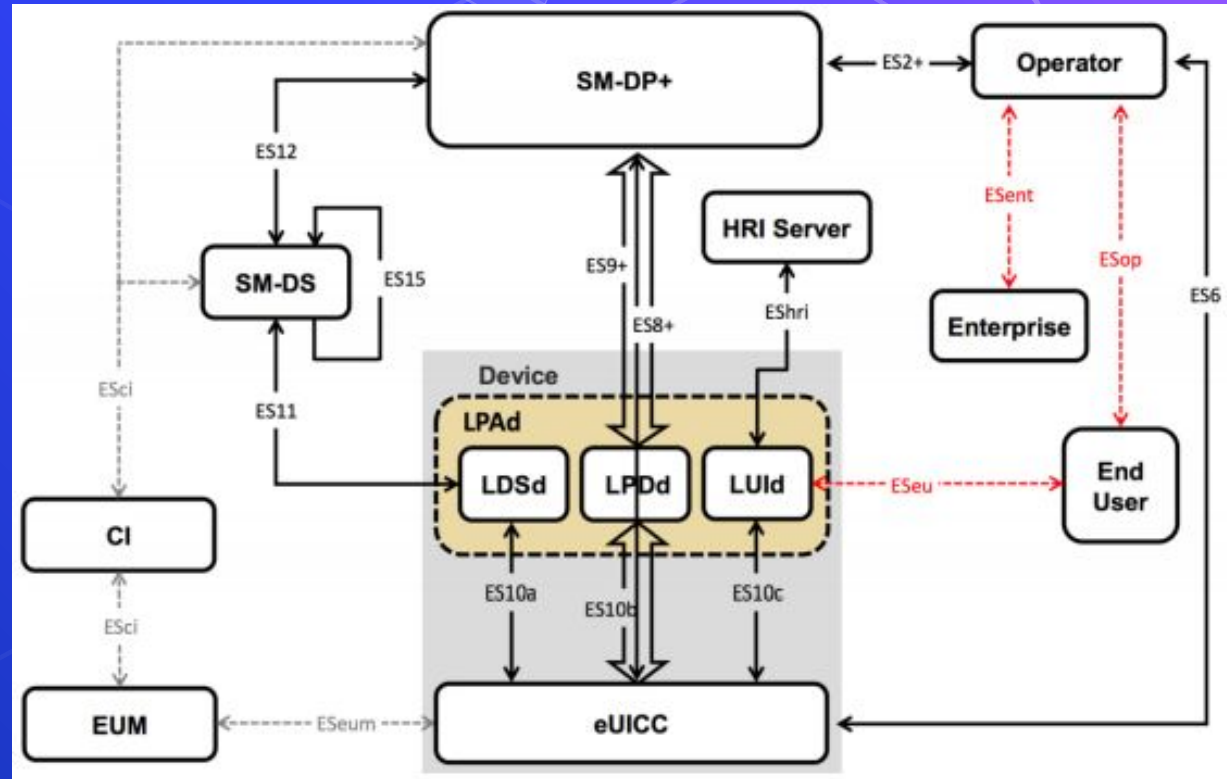 SM-DP+
ES2+
Operator
ES12
ESent
HRI Server
SM-DS
ES15
ES9+
ESop
ES6
EShri
ES8+
Enterprise
Device
ESci
ES11
LPAd
LDSd
LPDd
LUId
ESeu
End
User
CI
ES10a
ES10b
ES10c
ESci
EUM
ESeum
eUICC